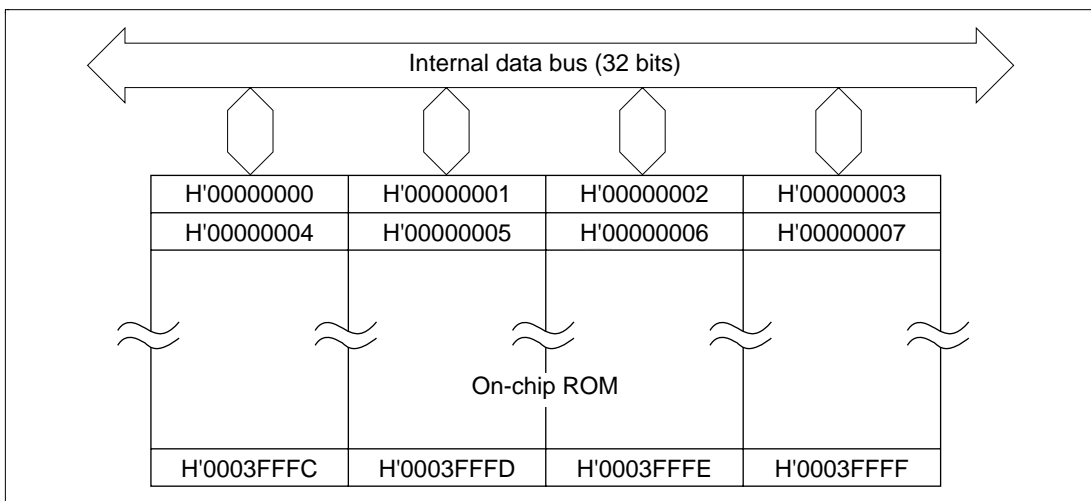 Internal data bus (32 bits)
H'00000000 H'00000001 H'00000002 H'00000003
H'00000004 H'00000005 H'00000006 H'00000007
On-chip ROM
H'0003FFFC H'0003FFFD H'0003FFFE H'0003FFFF